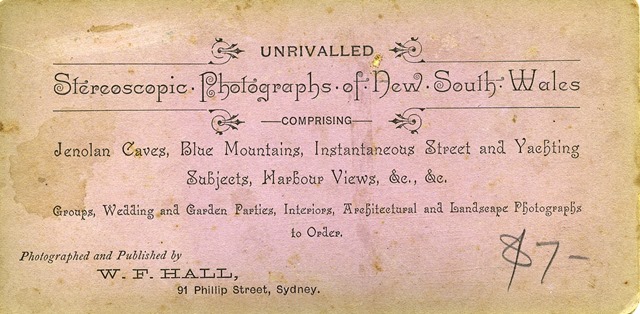 UNRIVALLED
Stereoscopic · Photographs · of · New · South · Wales
COMPRISING
Jenolan Caves, Blue Mountains, Instantaneous Street and Yachting
Subjects, Harbour Views, &c., &c.
Groups, Wedding and Garden Parties, Interiors, Architectural and Landscape Photographs
to Order.
Photographed and Published by
W. F. HALL,
91 Phillip Street, Sydney.
$7-